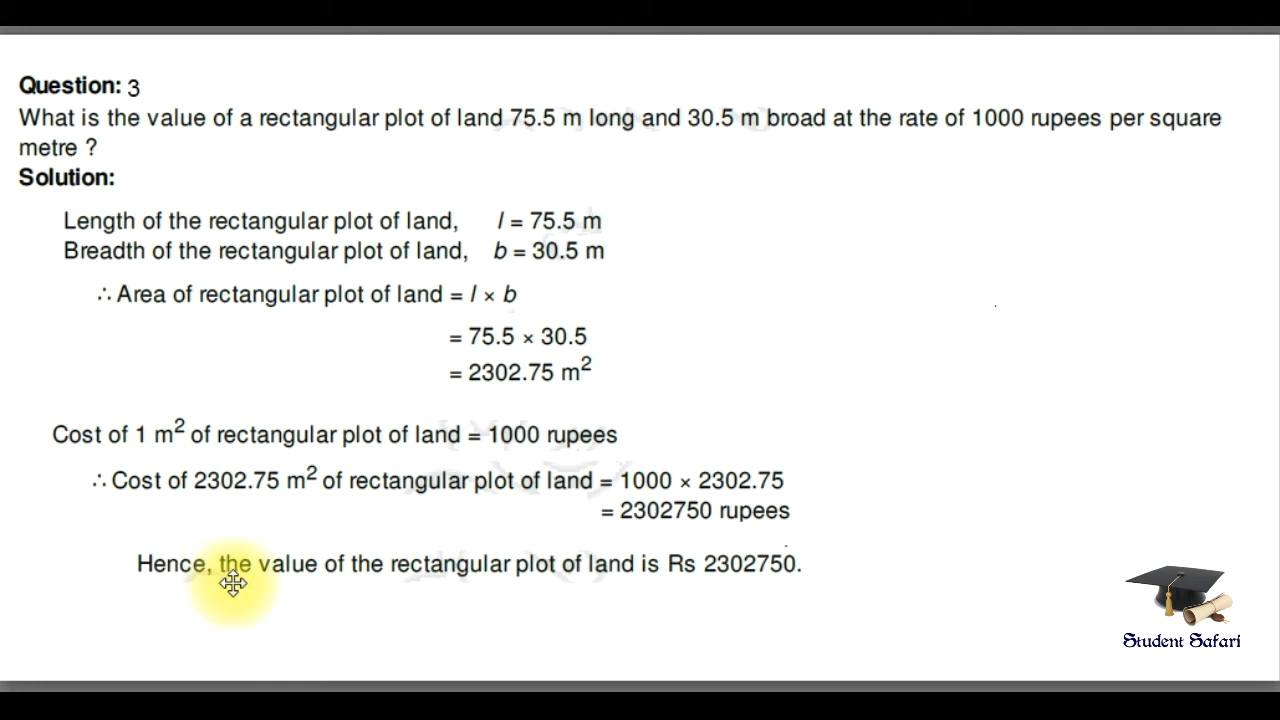 Question: 3
What is the value of a rectangular plot of land 75.5 m long and 30.5 m broad at the rate of 1000 rupees per square
metre ?
Solution:
Length of the rectangular plot of land, l = 75.5 m
Breadth of the rectangular plot of land, b = 30.5 m
∴ Area of rectangular plot of land = l × b
= 75.5 × 30.5
= 2302.75 m²
Cost of 1 m² of rectangular plot of land = 1000 rupees
∴ Cost of 2302.75 m² of rectangular plot of land = 1000 × 2302.75
= 2302750 rupees
Hence, the value of the rectangular plot of land is Rs 2302750.
Student Safari